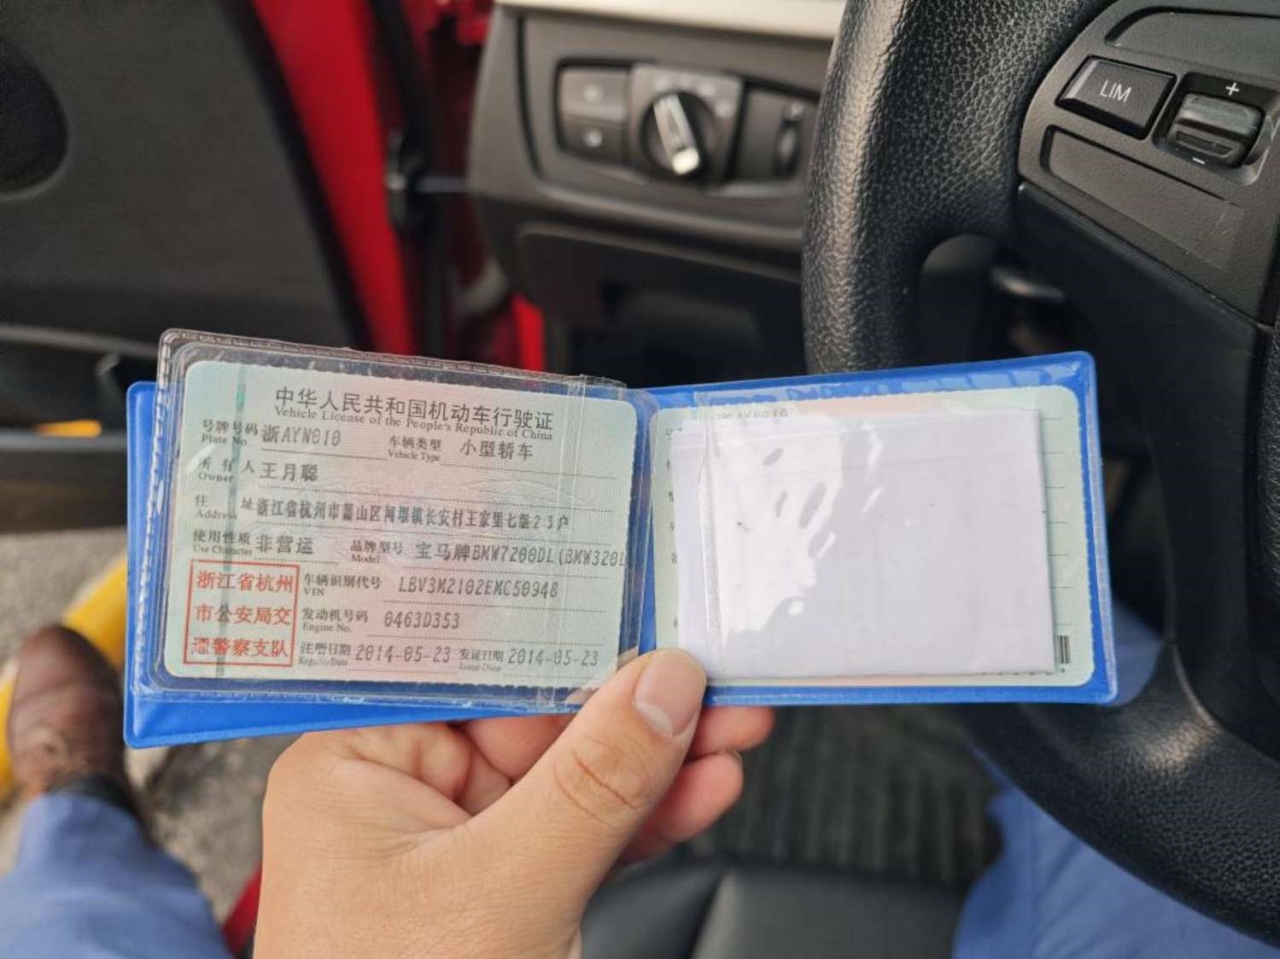 LIM
+
-
中华人民共和国机动车行驶证
Vehicle License of the People's Republic of China
号牌号码 浙AYN010 车辆类型 小型轿车
Plate No. Vehicle Type
所有人 王月聪
Owner
住址 浙江省杭州市萧山区闻堰镇长安村王家里七组23户
Address
使用性质 非营运 品牌型号 宝马牌BMW7200DL(BMW320L
Use Character Model
浙江省杭州市公安局交警察支队
车辆识别代号 LBV3M2102EMC50948
VIN
发动机号码 0463D353
Engine No.
注册日期 2014-05-23 发证日期 2014-05-23
Register Date Issue Date